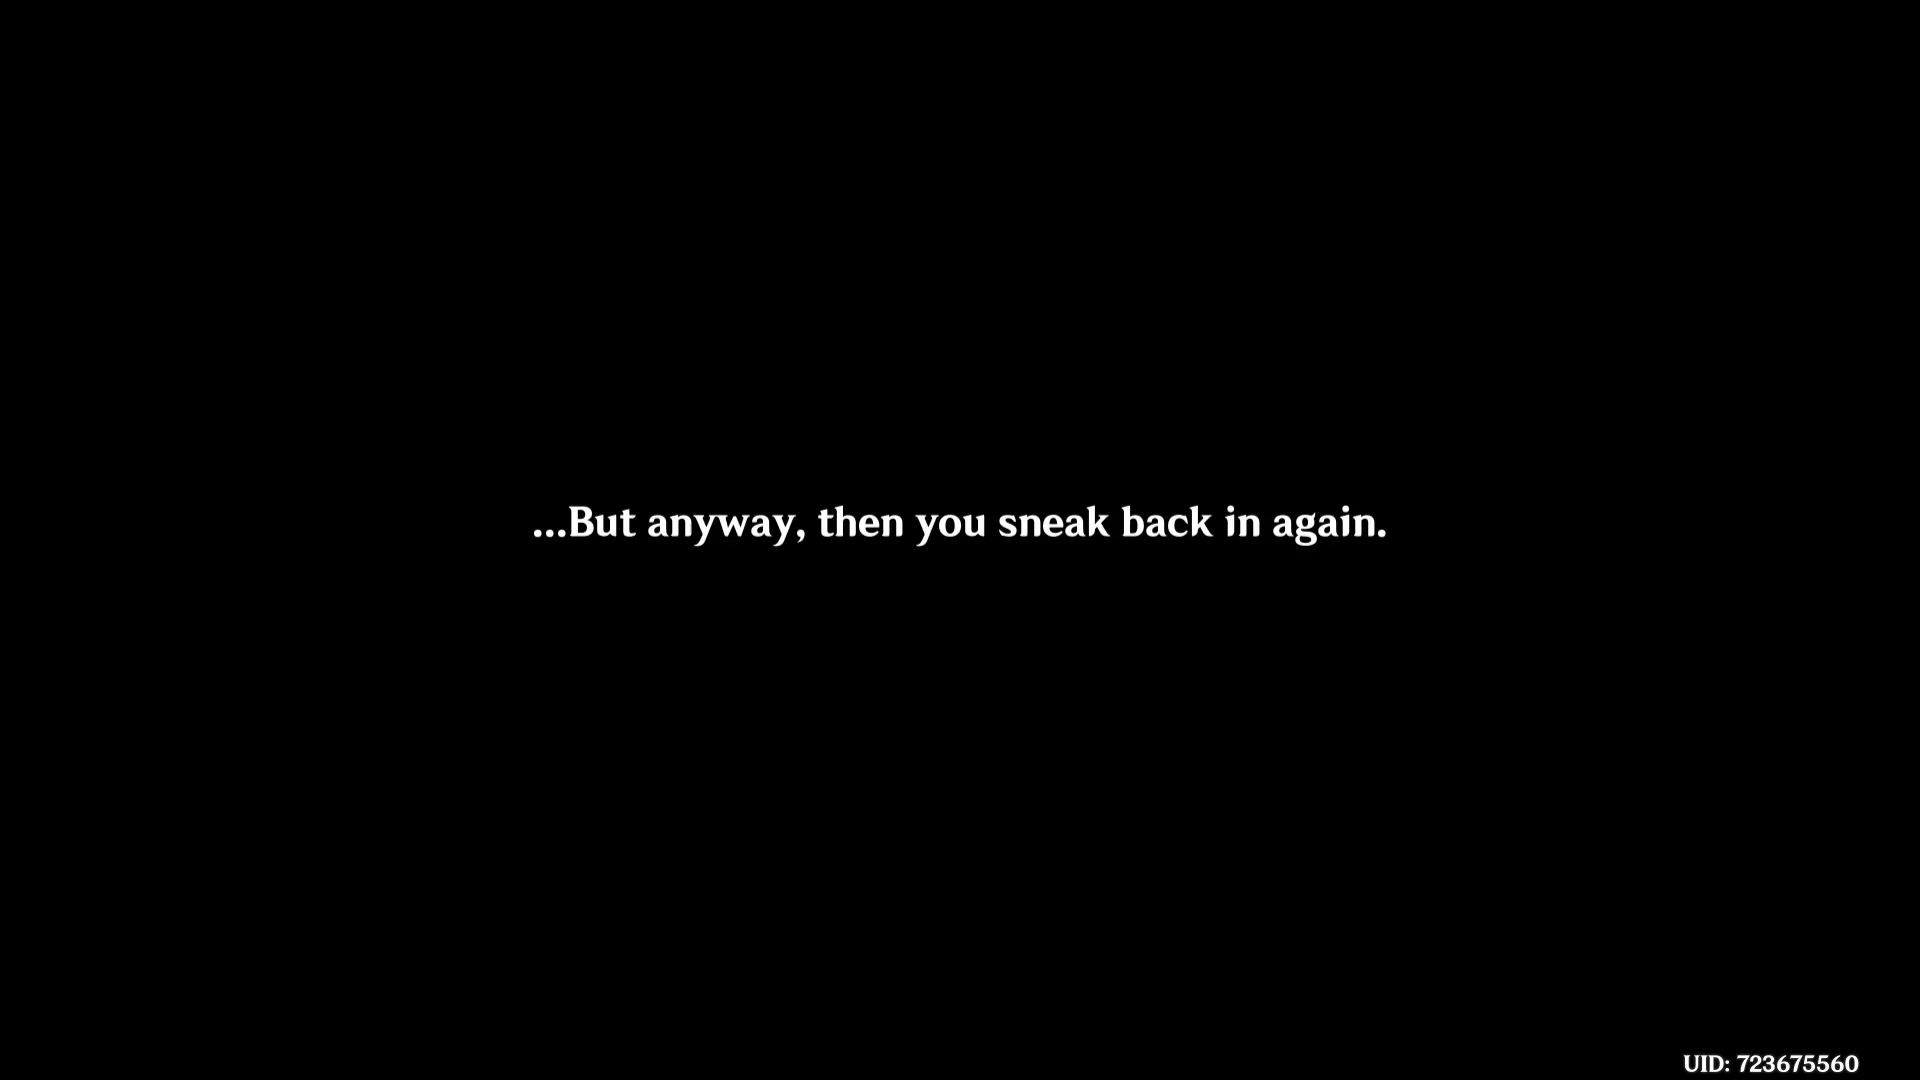 ...But anyway, then you sneak back in again.
UID: 723675560